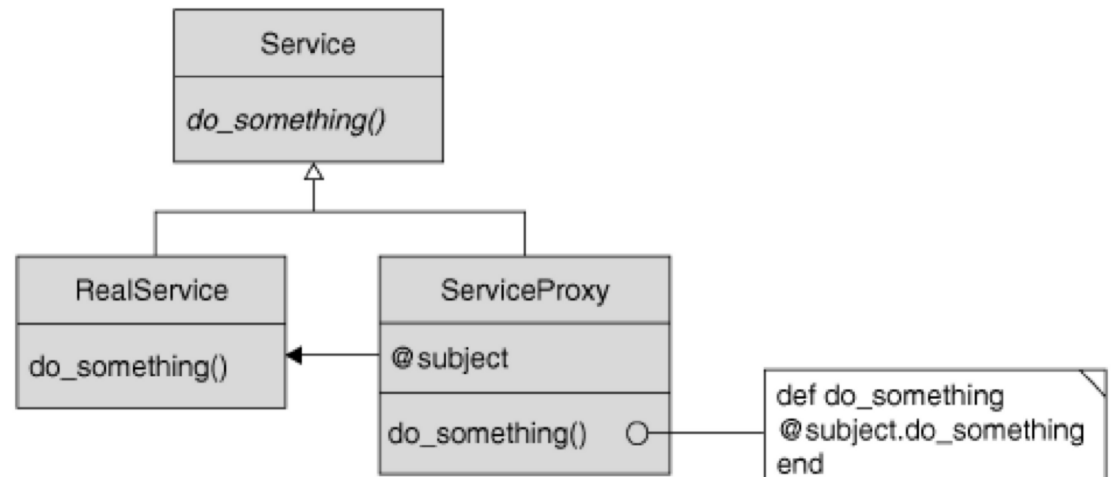 Service
do_something()
RealService
do_something()
ServiceProxy
@subject
do_something()
def do_something
@subject.do_something
end